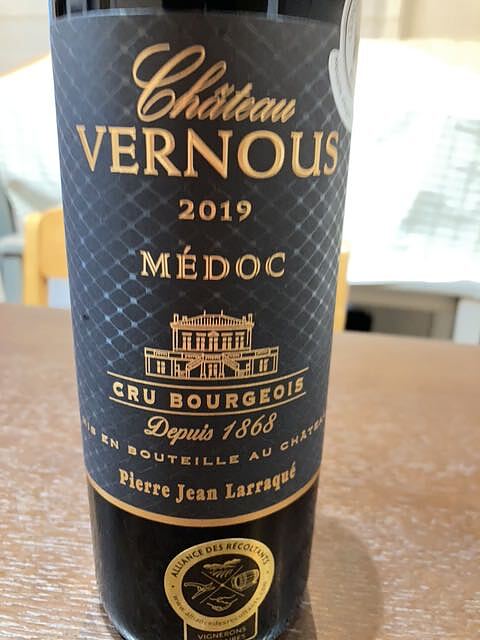 Château
VERNOUS
2019
MÉDOC
CRU BOURGEOIS
Depuis 1868
MIS EN BOUTEILLE AU CHÂTEAU
Pierre Jean Larraqué
ALLIANCE DES RÉCOLTANTS
VIGNERONS